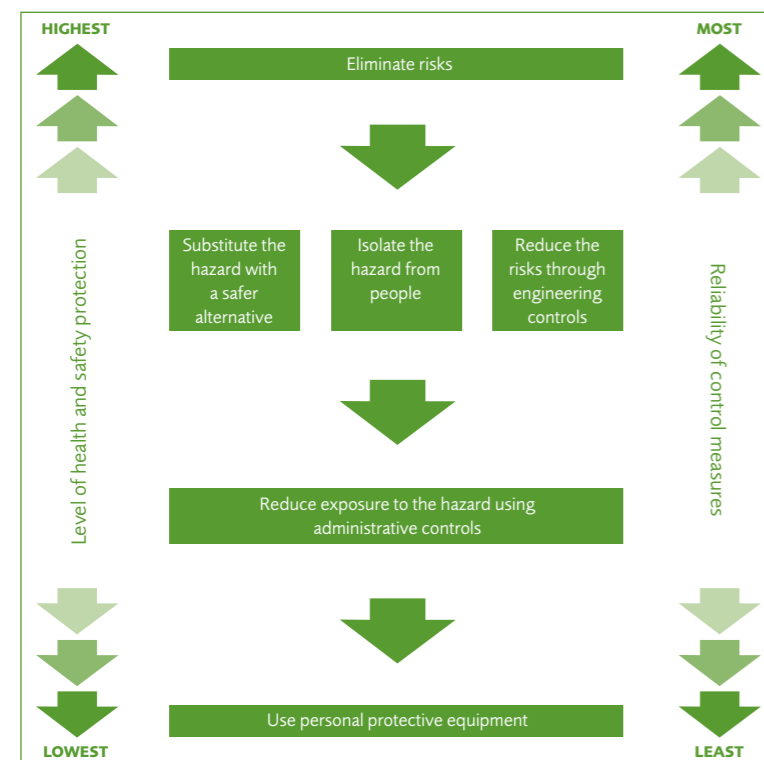 HIGHEST
MOST
Eliminate risks
Substitute the
hazard with
a safer
alternative
Isolate the
hazard from
people
Reduce the
risks through
engineering
controls
Level of health and safety protection
Reliability of control measures
Reduce exposure to the hazard using
administrative controls
Use personal protective equipment
LOWEST
LEAST